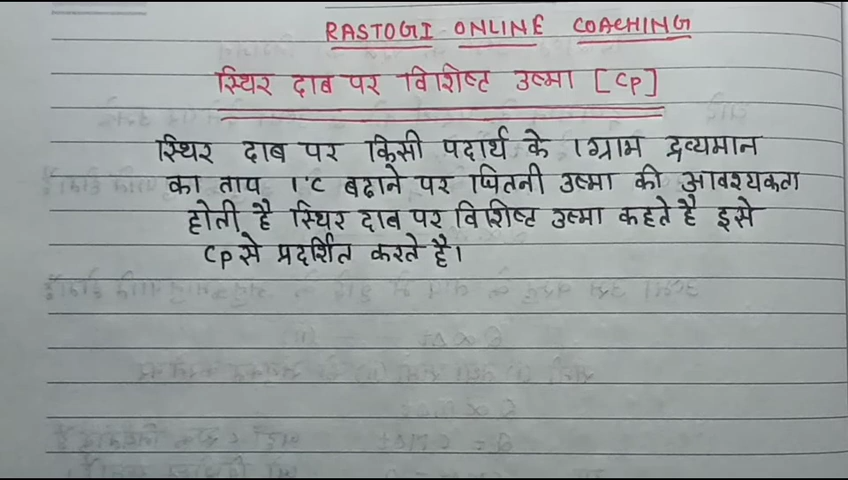 RASTOGI ONLINE COACHING
स्थिर दाब पर विशिष्ट उष्मा [Cp]
स्थिर दाब पर किसी पदार्थ के 1ग्राम द्रव्यमान
का ताप 1°C बढाने पर जितनी उष्मा की आवश्यकता
होती है स्थिर दाब पर विशिष्ट उष्मा कहते है इसे
Cp से प्रदर्शित करते है।